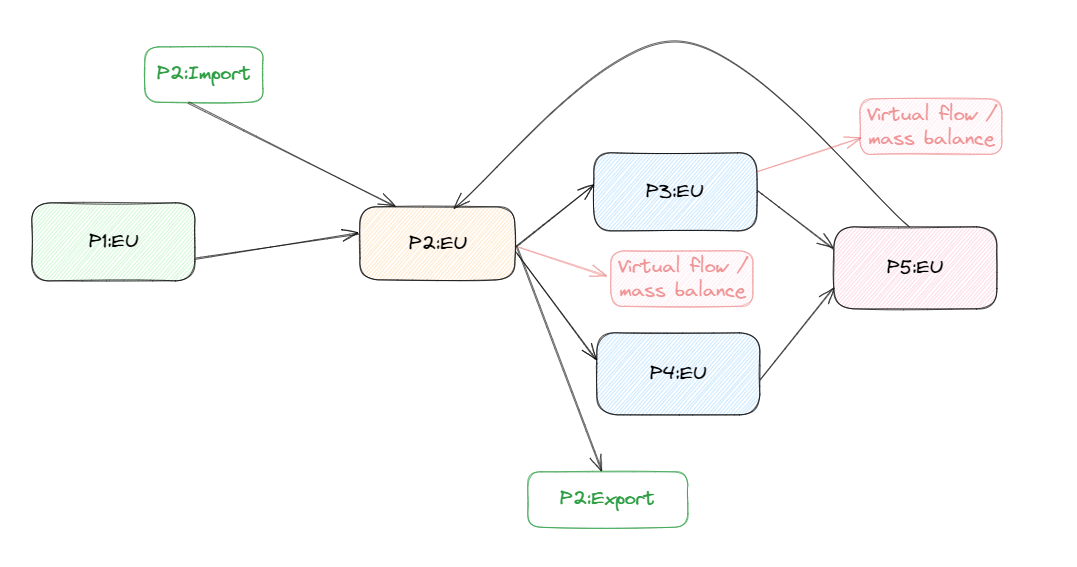 P2:Import
Virtual flow /
mass balance
P3:EU
P1:EU
P2:EU
Virtual flow /
mass balance
P5:EU
P4:EU
P2:Export